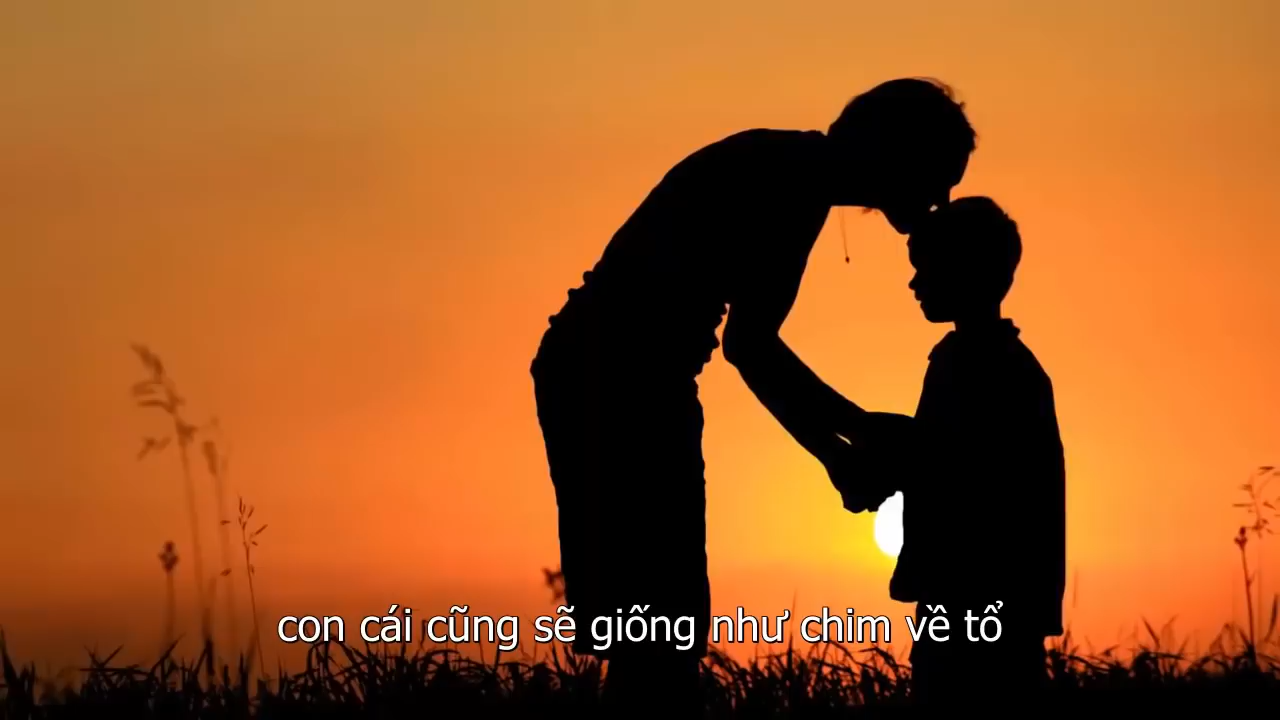 con cái cũng sẽ giống như chim về tổ